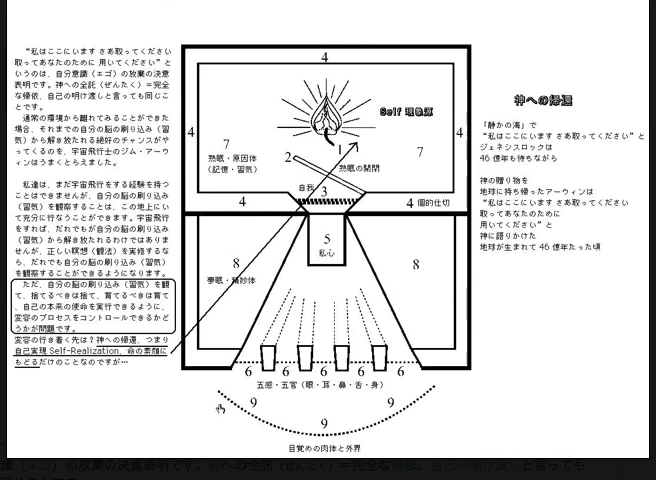 “私はここにいます さあ取ってください
取ってあなたのために 用いてください”と
いうのは、自分意識（エゴ）の放棄の決意
表明です。神への全託（ぜんたく）＝完全
な帰依、自己の明け渡しと言っても同じこ
とです。
通常の環境から離れてみることができた
場合、それまでの自分の脳の刷り込み（習
気）から解き放たれる絶好のチャンスがや
ってくるのを、宇宙飛行士のジム・アーウ
ィンはうまくとらえました。
私達は、まだ宇宙飛行をする経験を持つ
ことはできませんが、自分の脳の刷り込み
（習気）を観察することは、この地上にい
て充分に行なうことができます。宇宙飛行
をすれば、だれでもが自分の脳の刷り込み
（習気）から解き放たれるわけではありま
せんが、正しい瞑想（観法）を実修するな
ら、だれでも自分の脳の刷り込み（習気）
を観察することができるようになります。
ただ、自分の脳の刷り込み（習気）を観
て、捨てるべきは捨て、育てるべきは育て
、自己の本来の使命を実行できるように、
変容のプロセスをコントロールできるかど
うかが問題です。
変容の行き着く先は？神への帰還、つまり
自己実現 Self-Realization、命の素顔に
もどるだけのことなのですが…
4
4
4
Self 現象源
7
熟眠・原因体
（記憶・習気）
2
1
熟眠の開閉
7
自我
3
4
4 個的仕切
5
私心
8
夢眠・精妙体
8
6 6 6 6 6
五感・五官（眼・耳・鼻・舌・身）
9
9
9
目覚めの肉体と外界
神への帰還
「静かの海」で
“私はここにいます さあ取ってください”と
ジェネシスロックは
46 億年も待ちながら
神の贈り物を
地球に持ち帰ったアーウィンは
“私はここにいます さあ取ってください
取ってあなたのために
用いてください”と
神に語りかけた
地球が生まれて 46 億年たった頃